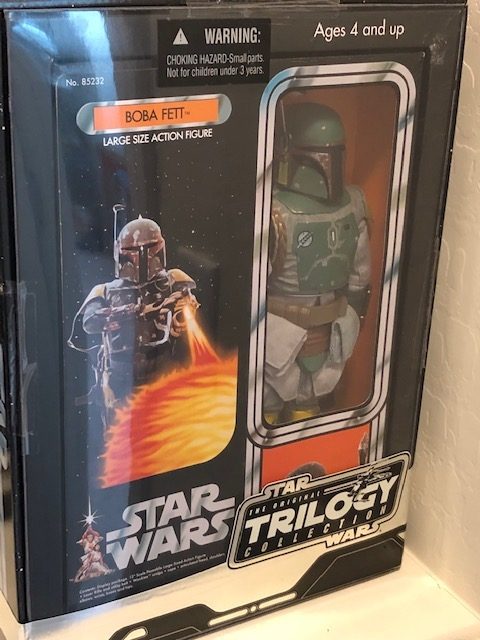 ⚠ WARNING:
CHOKING HAZARD-Small parts.
Not for children under 3 years.
Ages 4 and up
No. 85232
BOBA FETT™
LARGE SIZE ACTION FIGURE
STAR
WARS
STAR
THE ORIGINAL
TRILOGY
COLLECTION
WARS